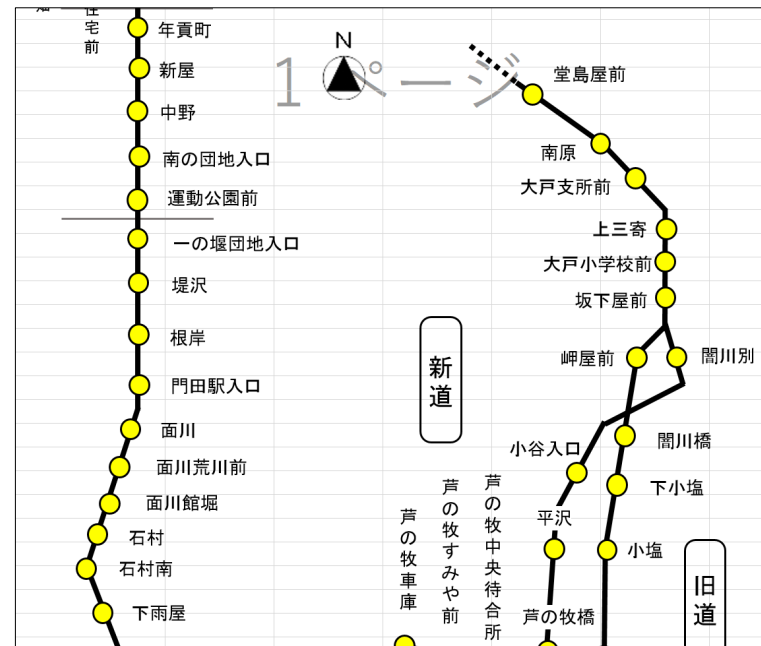 住宅前
年貢町
新屋
中野
南の団地入口
運動公園前
一の堰団地入口
堤沢
根岸
門田駅入口
面川
面川荒川前
面川館堀
石村
石村南
下雨屋
N
1ページ
堂島屋前
南原
大戸支所前
上三寄
大戸小学校前
坂下屋前
岬屋前
闇川別
新道
闇川橋
小谷入口
下小塩
平沢
小塩
芦の牧車庫
芦の牧すみや前
芦の牧中央待合所
芦の牧橋
旧道